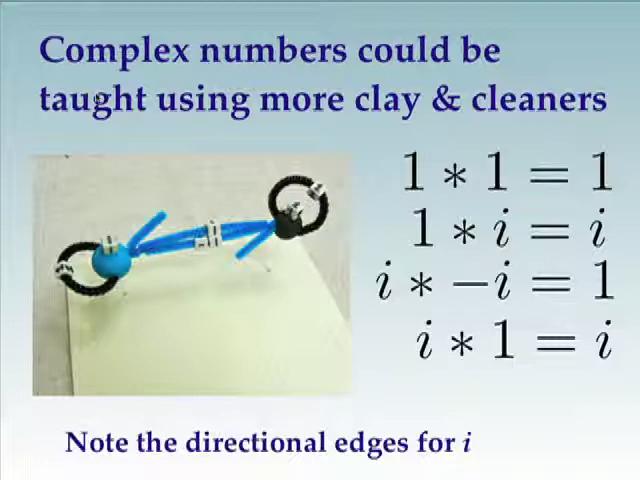 Complex numbers could be
taught using more clay & cleaners
1 ∗ 1 = 1
1 ∗ i = i
i ∗ −i = 1
i ∗ 1 = i
Note the directional edges for i